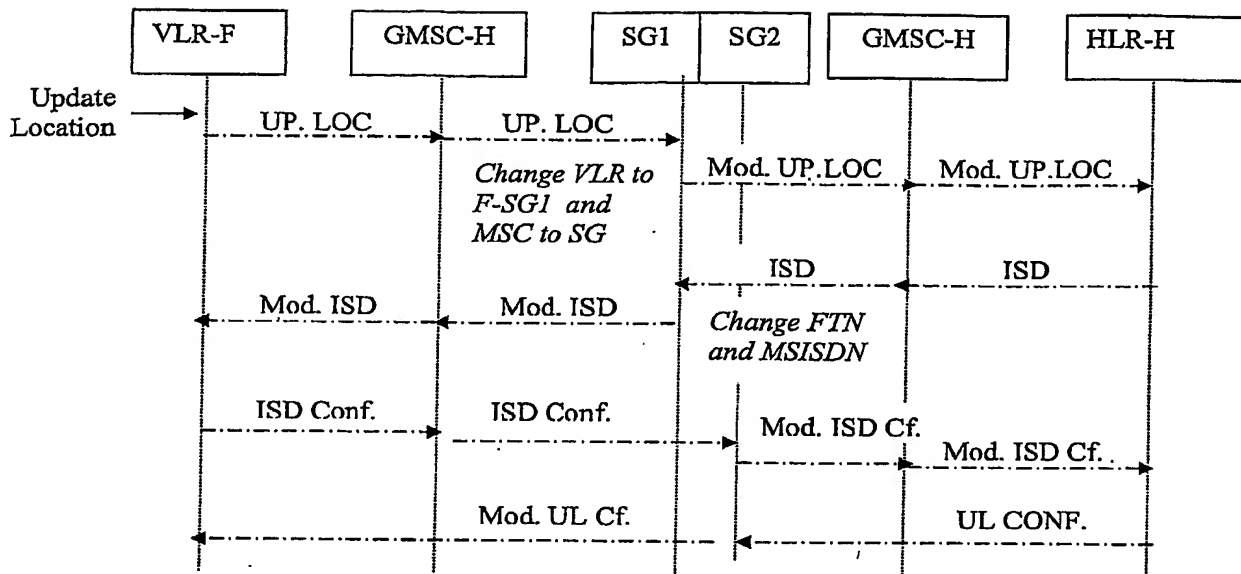 VLR-F GMSC-H SG1 SG2 GMSC-H HLR-H
Update
Location
UP. LOC UP. LOC
Change VLR to
F-SG1 and
MSC to SG
Mod. UP.LOC Mod. UP.LOC
ISD ISD
Mod. ISD Mod. ISD
Change FTN
and MSISDN
ISD Conf. ISD Conf.
Mod. ISD Cf. Mod. ISD Cf.
Mod. UL Cf. UL CONF.